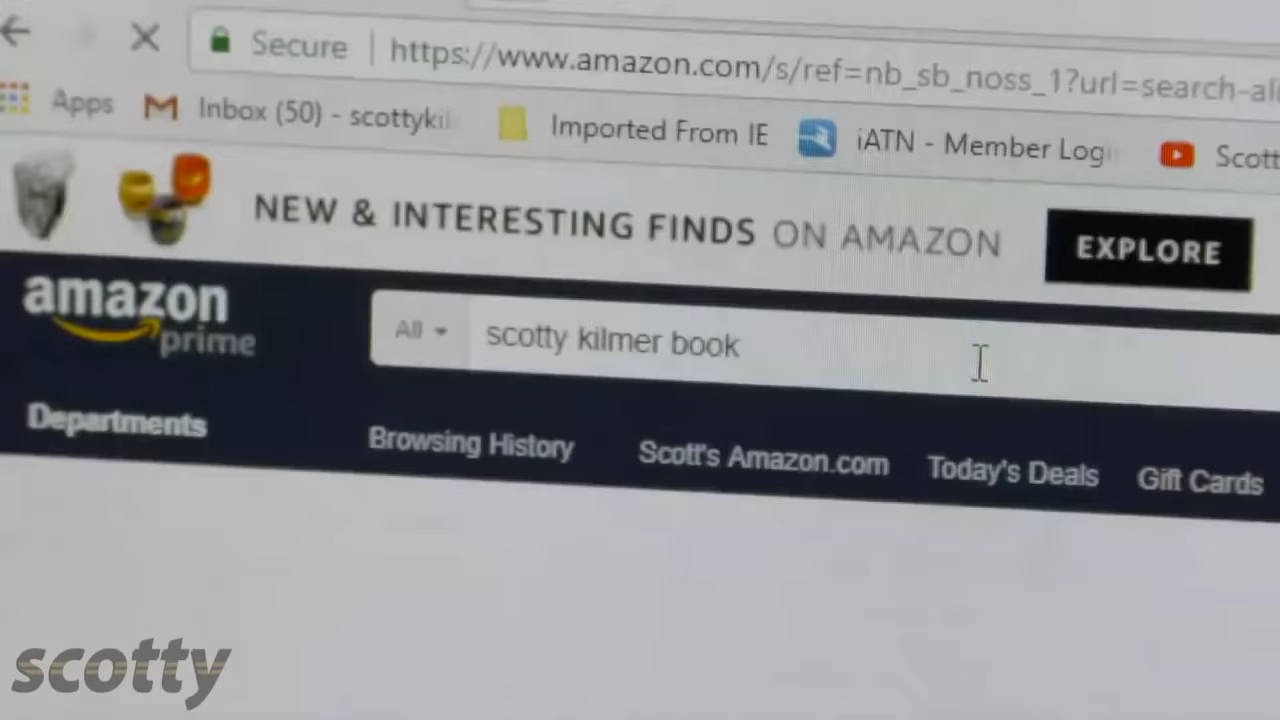 Secure https://www.amazon.com/s/ref=nb_sb_noss_1?url=search-al
Apps Inbox (50) - scottykil Imported From IE iATN - Member Logi Scott
NEW & INTERESTING FINDS ON AMAZON EXPLORE
amazon
prime
All scotty kilmer book
Departments Browsing History Scott's Amazon.com Today's Deals Gift Cards
scotty